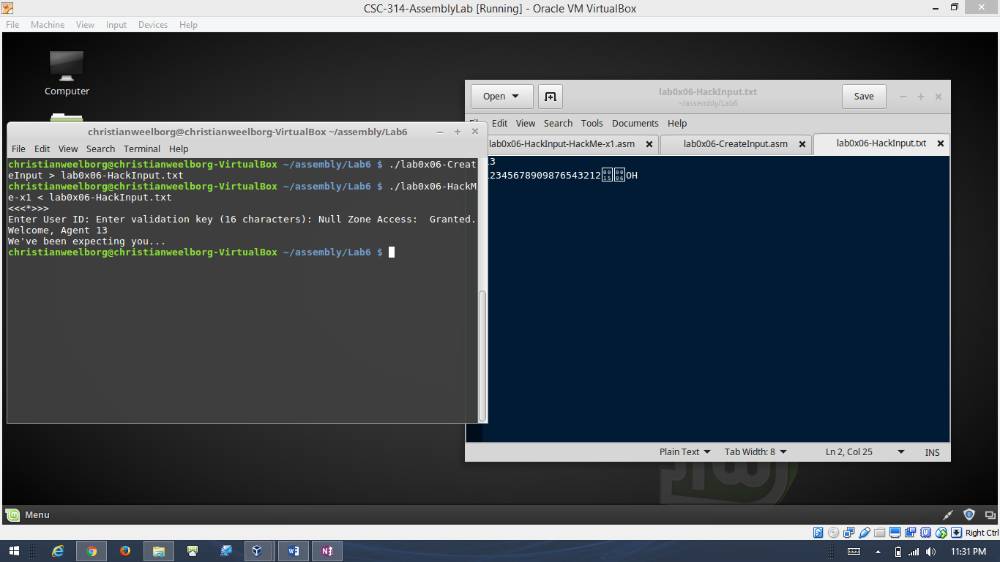 CSC-314-AssemblyLab [Running] - Oracle VM VirtualBox
File Machine View Input Devices Help
Computer
Open
lab0x06-HackInput.txt
~/assembly/Lab6
Save
Edit View Search Tools Documents Help
lab0x06-HackInput-HackMe-x1.asm
lab0x06-CreateInput.asm
lab0x06-HackInput.txt
13
12345678909876543212 0015 0006 OH
christianweelborg@christianweelborg-VirtualBox ~/assembly/Lab6
File Edit View Search Terminal Help
christianweelborg@christianweelborg-VirtualBox ~/assembly/Lab6 $ ./lab0x06-Creat
eInput > lab0x06-HackInput.txt
christianweelborg@christianweelborg-VirtualBox ~/assembly/Lab6 $ ./lab0x06-HackM
e-x1 < lab0x06-HackInput.txt
<<<*>>>
Enter User ID: Enter validation key (16 characters): Null Zone Access:  Granted.
Welcome, Agent 13
We've been expecting you...
christianweelborg@christianweelborg-VirtualBox ~/assembly/Lab6 $
Plain Text Tab Width: 8 Ln 2, Col 25 INS
Menu
Right Ctrl
11:31 PM